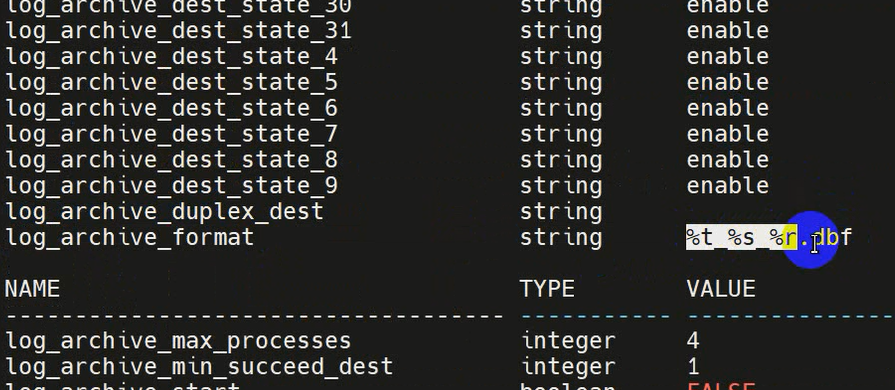 log_archive_dest_state_30 string enable
log_archive_dest_state_31 string enable
log_archive_dest_state_4 string enable
log_archive_dest_state_5 string enable
log_archive_dest_state_6 string enable
log_archive_dest_state_7 string enable
log_archive_dest_state_8 string enable
log_archive_dest_state_9 string enable
log_archive_duplex_dest string
log_archive_format string %t_%s_%r.dbf
NAME TYPE VALUE
------------------------------------ ----------- ---------------
log_archive_max_processes integer 4
log_archive_min_succeed_dest integer 1
log_archive_start boolean FALSE